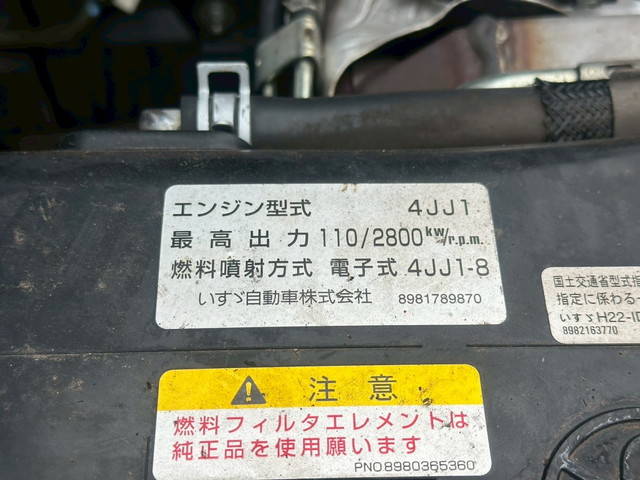 エンジン型式 4JJ1
最高出力 110/2800kw/r.p.m.
燃料噴射方式 電子式 4JJ1-8
いすゞ自動車株式会社 8981789870
国土交通省型式指
指定に係わる
いすゞH22-ID
8982163770
注意
燃料フィルタエレメントは
純正品を使用願います
PNO8980365360